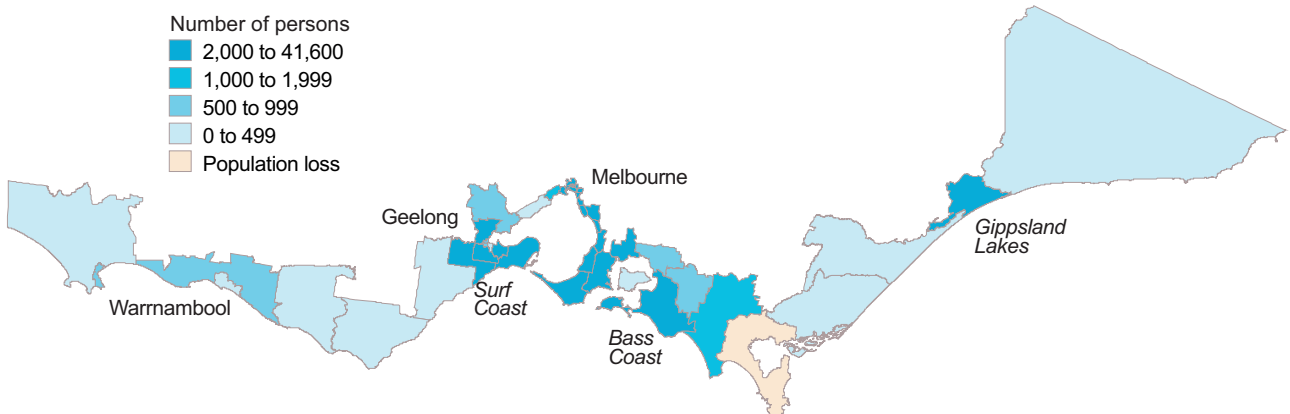 Number of persons
2,000 to 41,600
1,000 to 1,999
500 to 999
0 to 499
Population loss
Melbourne
Geelong
Gippsland
Lakes
Surf
Coast
Warrnambool
Bass
Coast